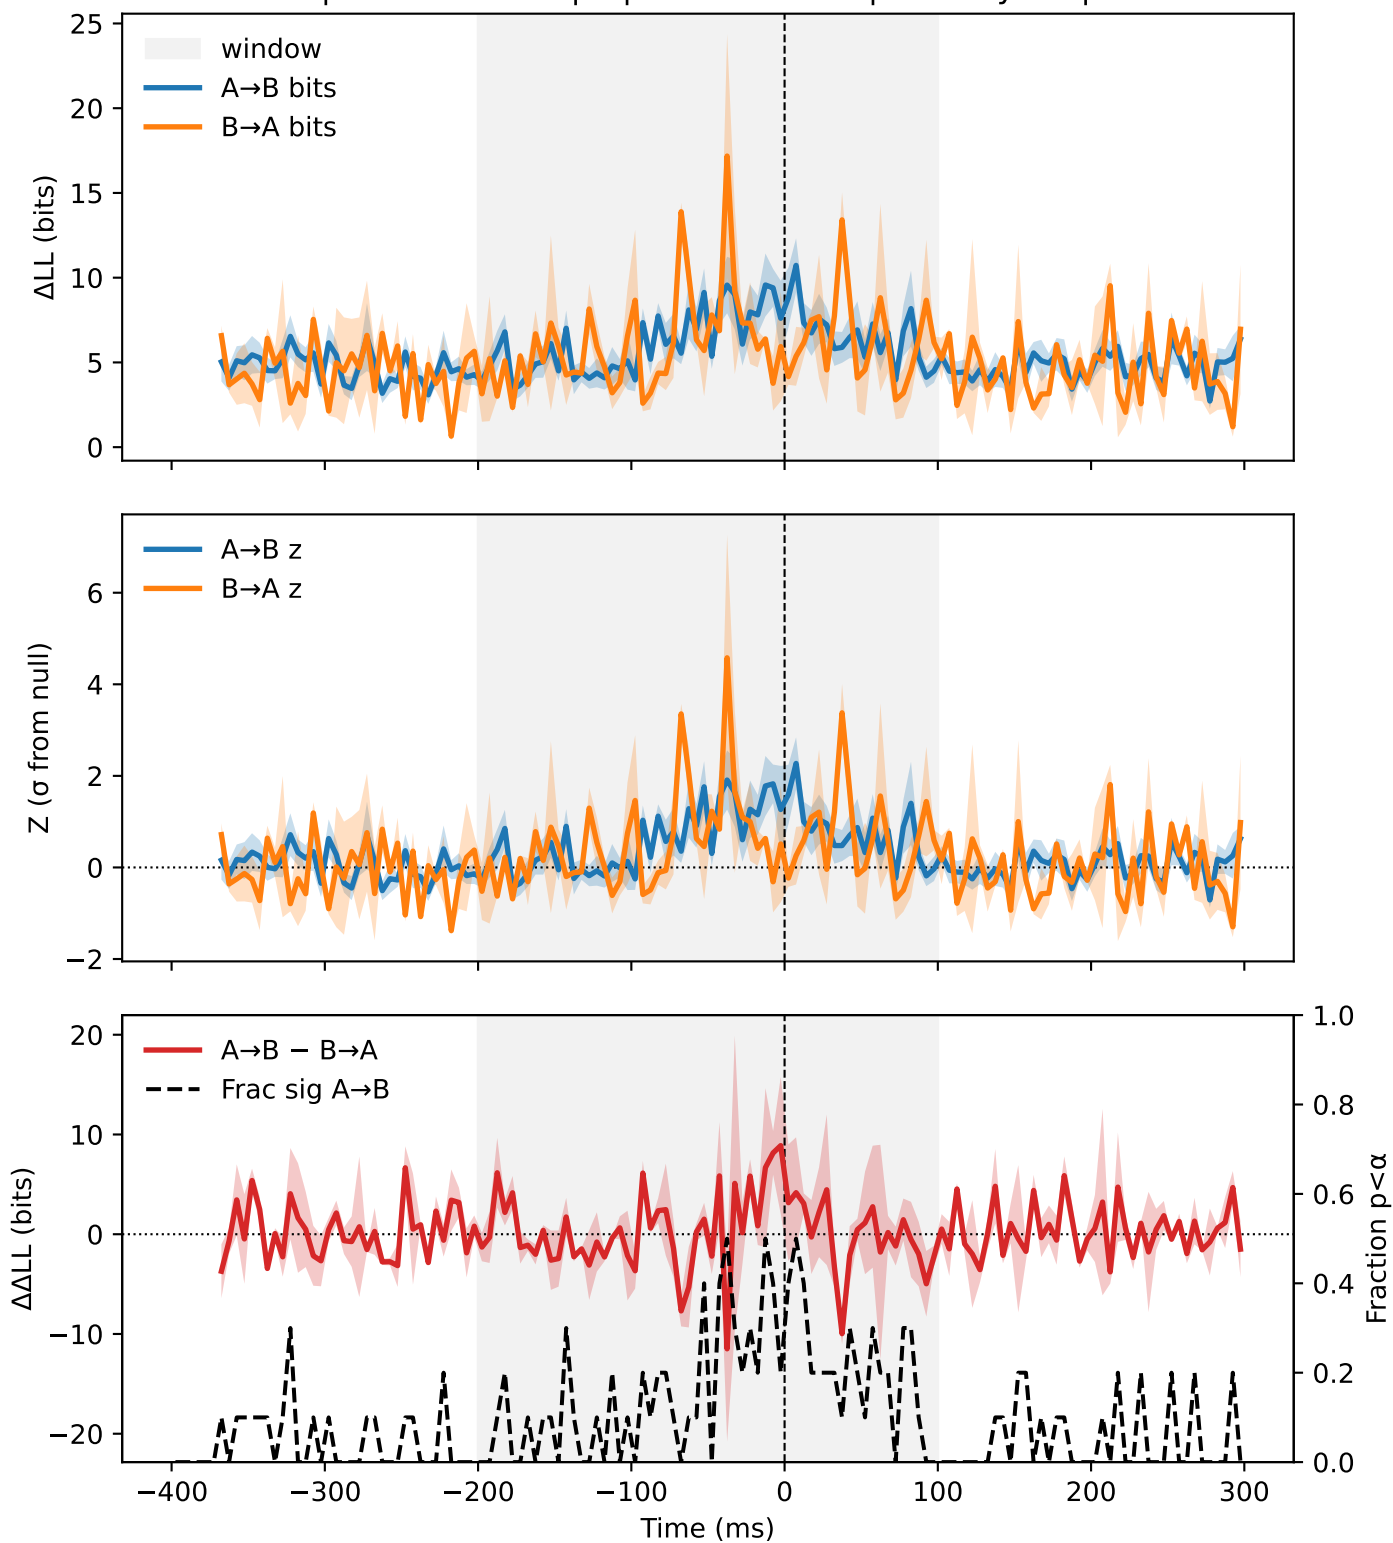 25
20
15
10
5
0
ΔLL (bits)
window
A→B bits
B→A bits
6
4
2
0
−2
Z (σ from null)
A→B z
B→A z
20
10
0
−10
−20
ΔΔLL (bits)
A→B − B→A
Frac sig A→B
1.0
0.8
0.6
0.4
0.2
0.0
Fraction p<α
−400 −300 −200 −100 0 100 200 300
Time (ms)